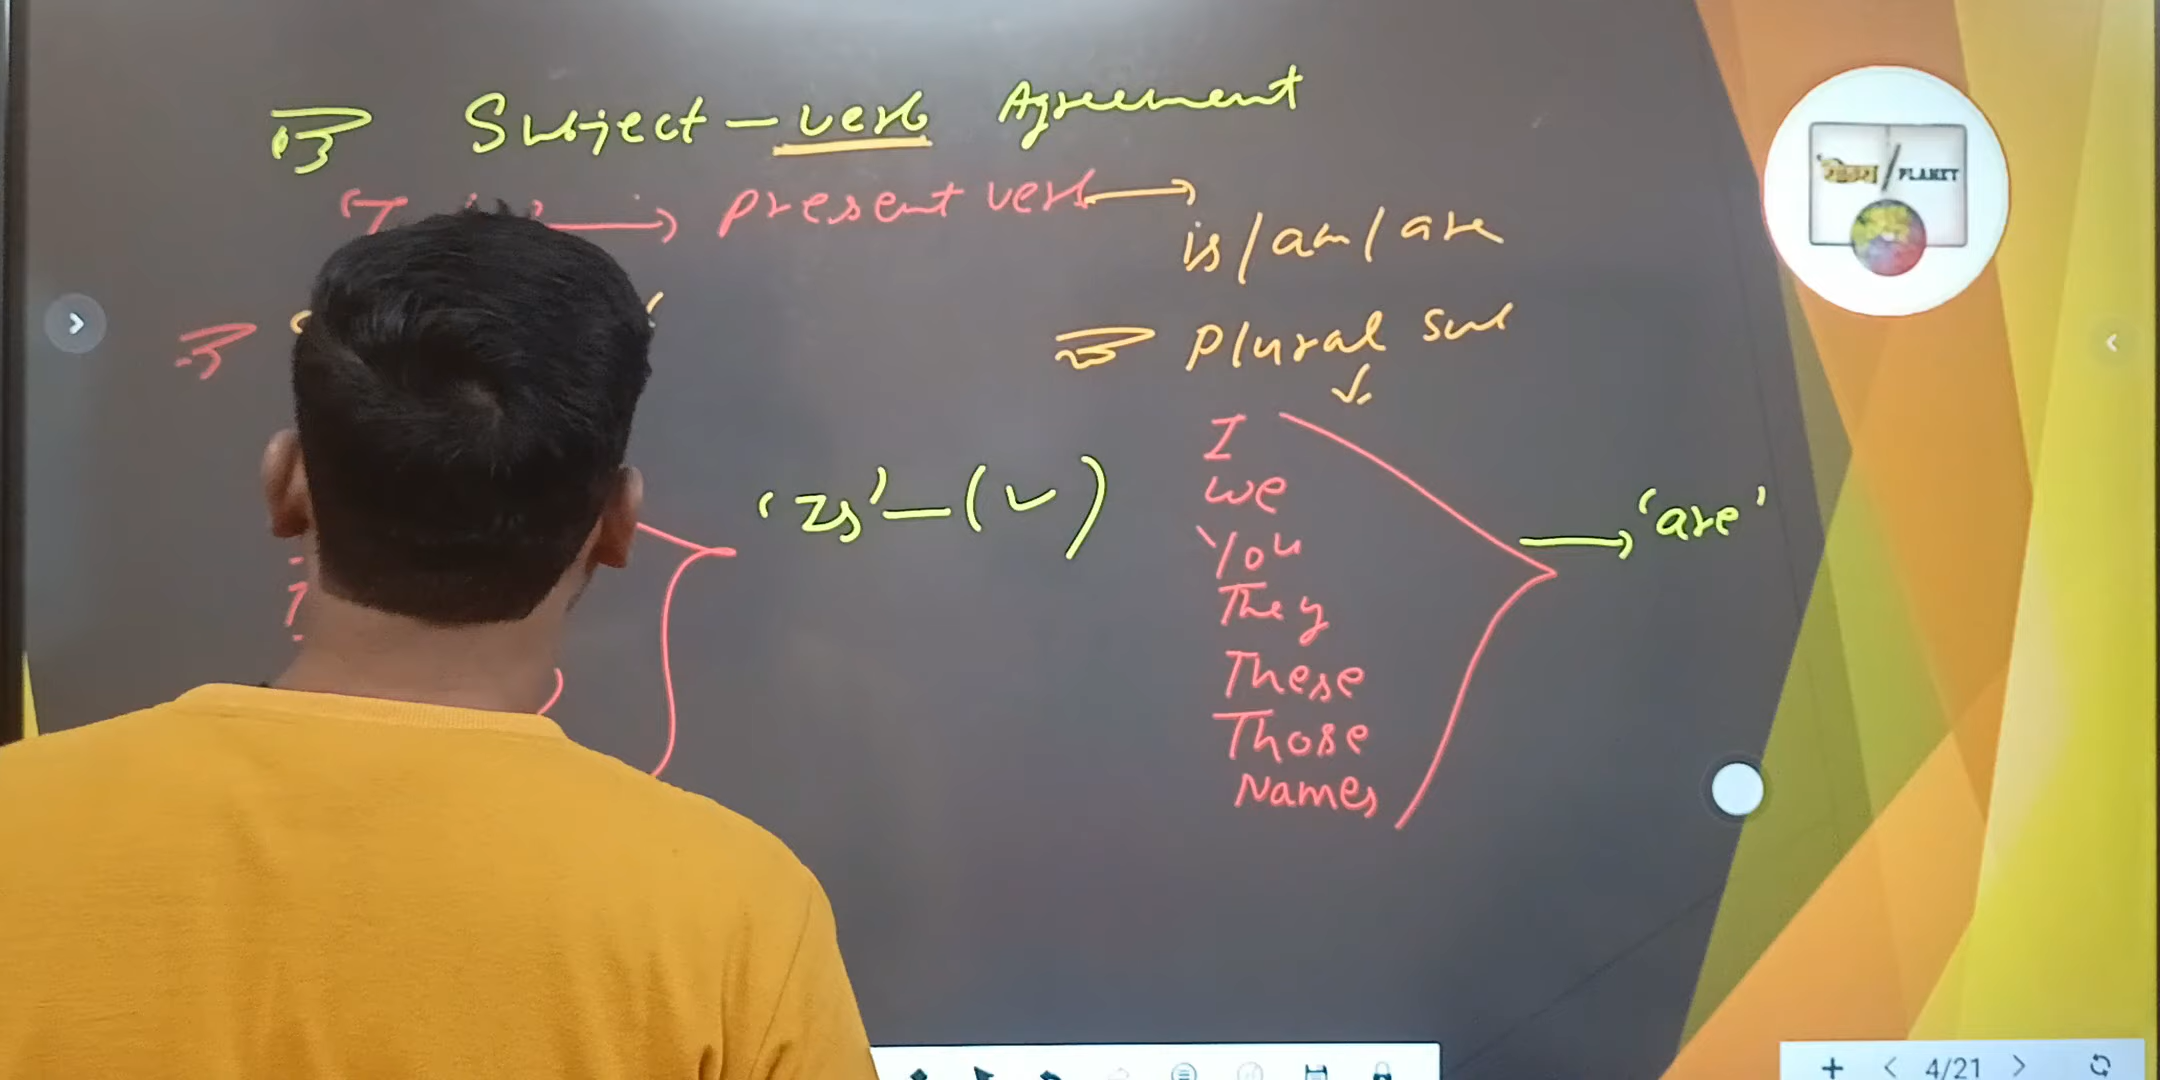 Subject - verb Agreement
present verb
is / am / are
Plural sub
I
we
You
They
These
Those
Names
'Is' - (v)
'are'
PLANET
4/21